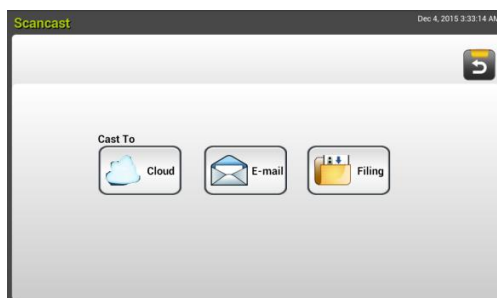 Scancast
Dec 4, 2015 3:33:14 AM
Cast To
Cloud
E-mail
Filing